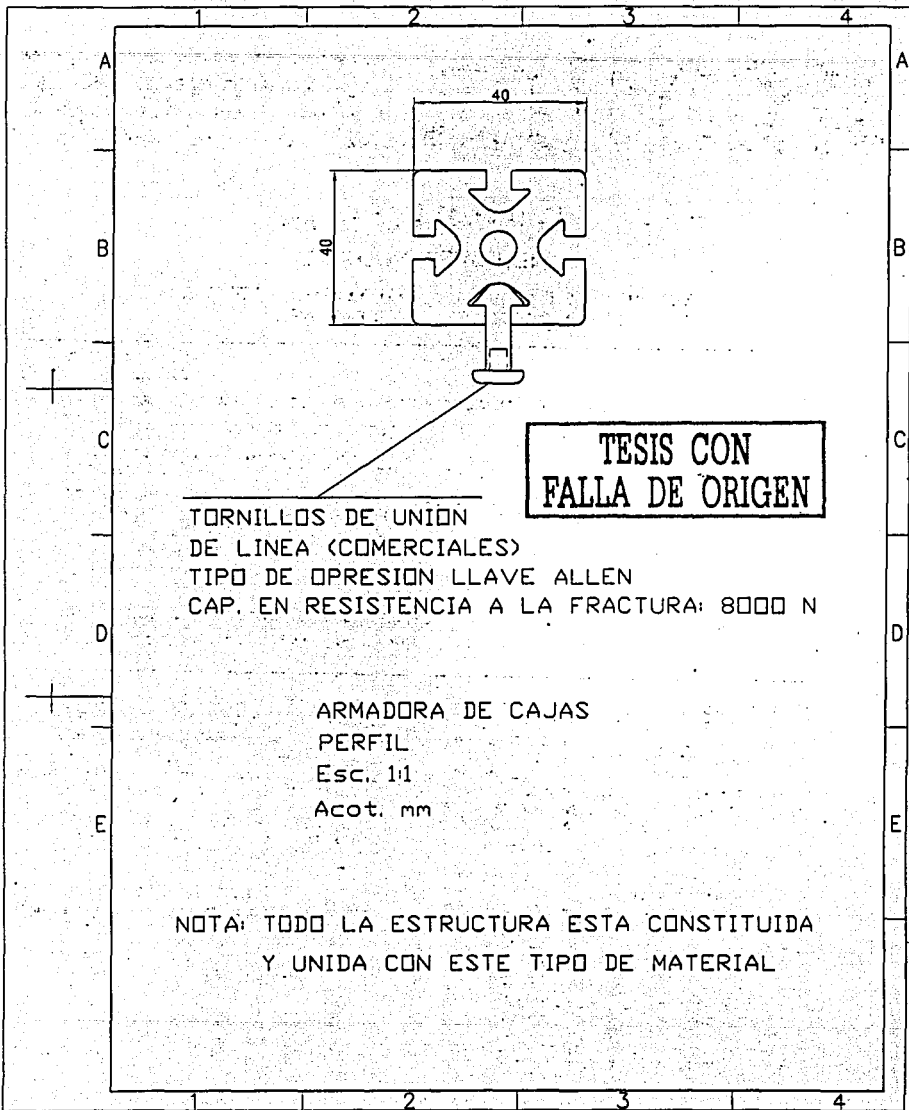 1 2 3 4
A A
40
40
B B
C C
TESIS CON
FALLA DE ORIGEN
TORNILLOS DE UNION
DE LINEA (COMERCIALES)
TIPO DE OPRESION LLAVE ALLEN
CAP. EN RESISTENCIA A LA FRACTURA: 8000 N
D D
ARMADORA DE CAJAS
PERFIL
Esc. 1:1
Acot. mm
E E
NOTA: TODO LA ESTRUCTURA ESTA CONSTITUIDA
Y UNIDA CON ESTE TIPO DE MATERIAL
1 2 3 4